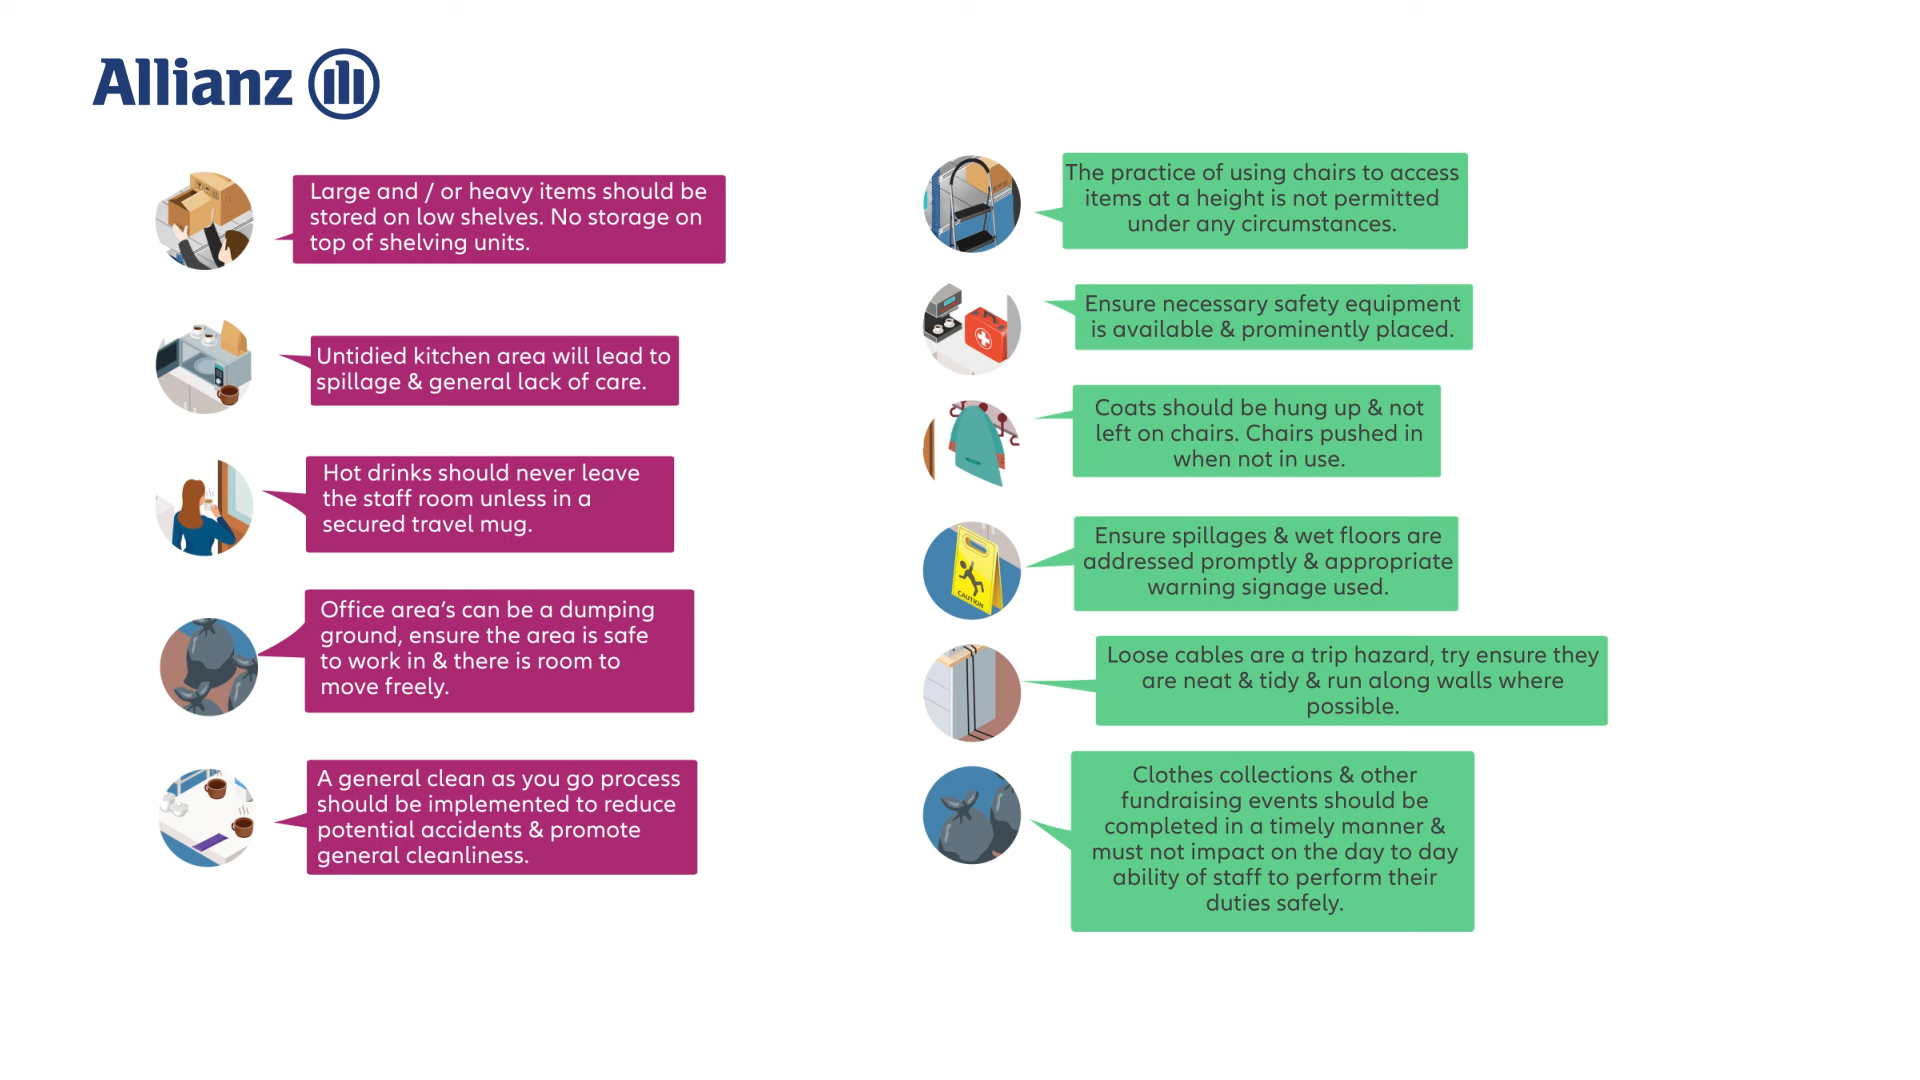 Allianz
Large and / or heavy items should be
stored on low shelves. No storage on
top of shelving units.
Untidied kitchen area will lead to
spillage & general lack of care.
Hot drinks should never leave
the staff room unless in a
secured travel mug.
Office area's can be a dumping
ground, ensure the area is safe
to work in & there is room to
move freely.
A general clean as you go process
should be implemented to reduce
potential accidents & promote
general cleanliness.
The practice of using chairs to access
items at a height is not permitted
under any circumstances.
Ensure necessary safety equipment
is available & prominently placed.
Coats should be hung up & not
left on chairs. Chairs pushed in
when not in use.
Ensure spillages & wet floors are
addressed promptly & appropriate
warning signage used.
CAUTION
Loose cables are a trip hazard, try ensure they
are neat & tidy & run along walls where
possible.
Clothes collections & other
fundraising events should be
completed in a timely manner &
must not impact on the day to day
ability of staff to perform their
duties safely.